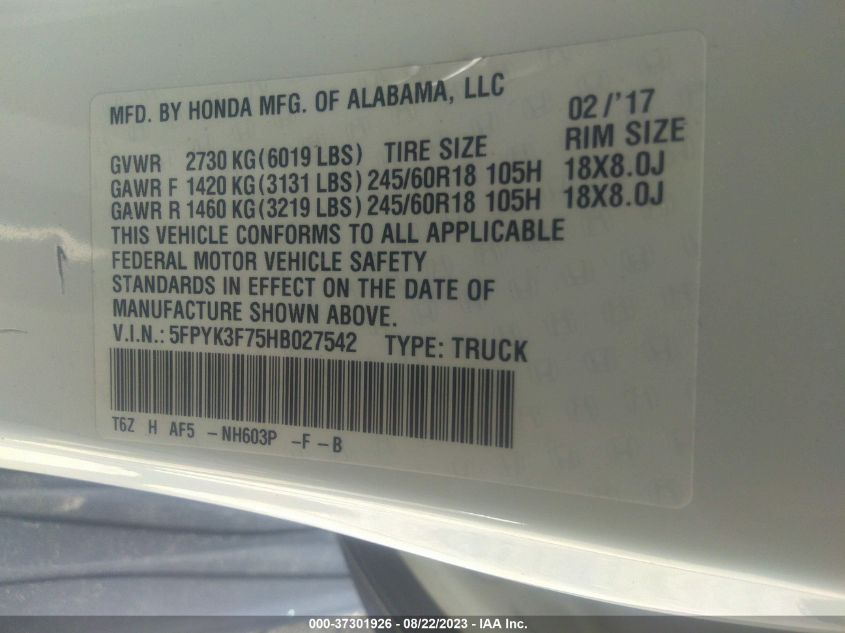 MFD. BY HONDA MFG. OF ALABAMA, LLC 02/'17
GVWR 2730 KG(6019 LBS) TIRE SIZE RIM SIZE
GAWR F 1420 KG(3131 LBS) 245/60R18 105H 18X8.0J
GAWR R 1460 KG(3219 LBS) 245/60R18 105H 18X8.0J
THIS VEHICLE CONFORMS TO ALL APPLICABLE
FEDERAL MOTOR VEHICLE SAFETY
STANDARDS IN EFFECT ON THE DATE OF
MANUFACTURE SHOWN ABOVE.
V.I.N.: 5FPYK3F75HB027542 TYPE: TRUCK
T6Z H AF5 -NH603P -F -B
000-37301926 - 08/22/2023 - IAA Inc.